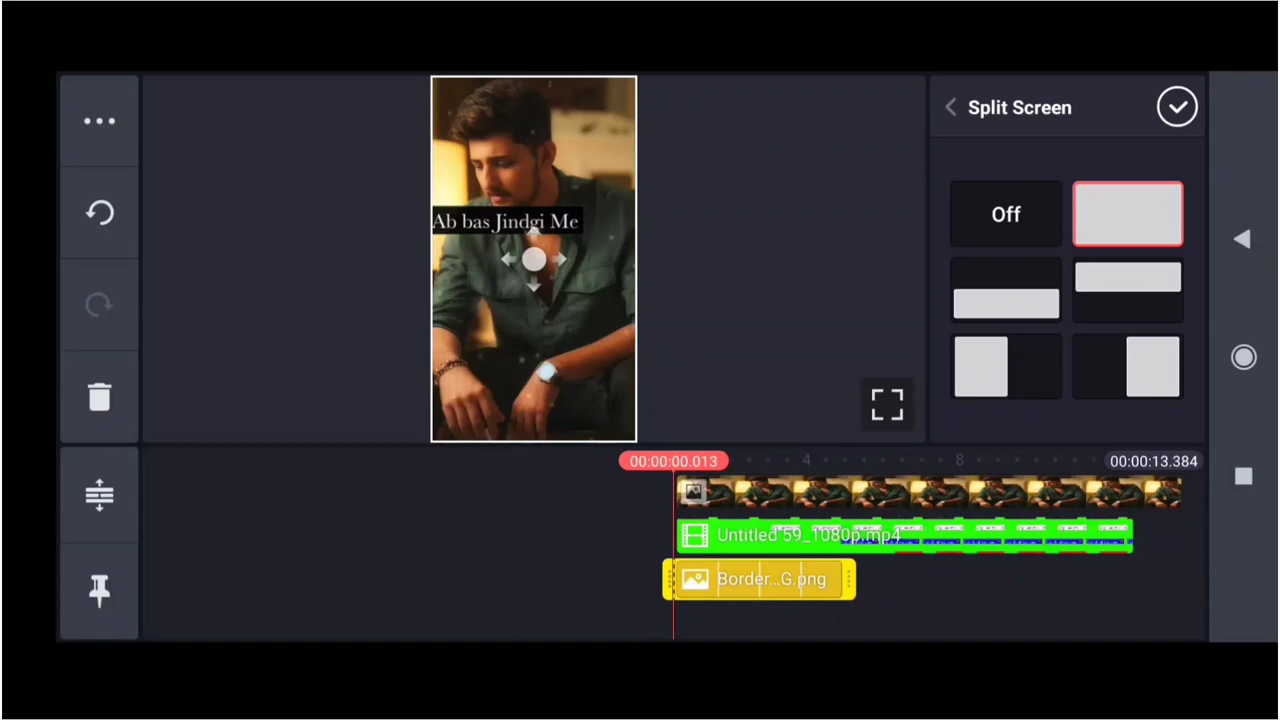 Split Screen
Off
Ab bas Jindgi Me
00:00:00.013
4
8
00:00:13.384
Untitled 59_1080p.mp4
Border...G.png